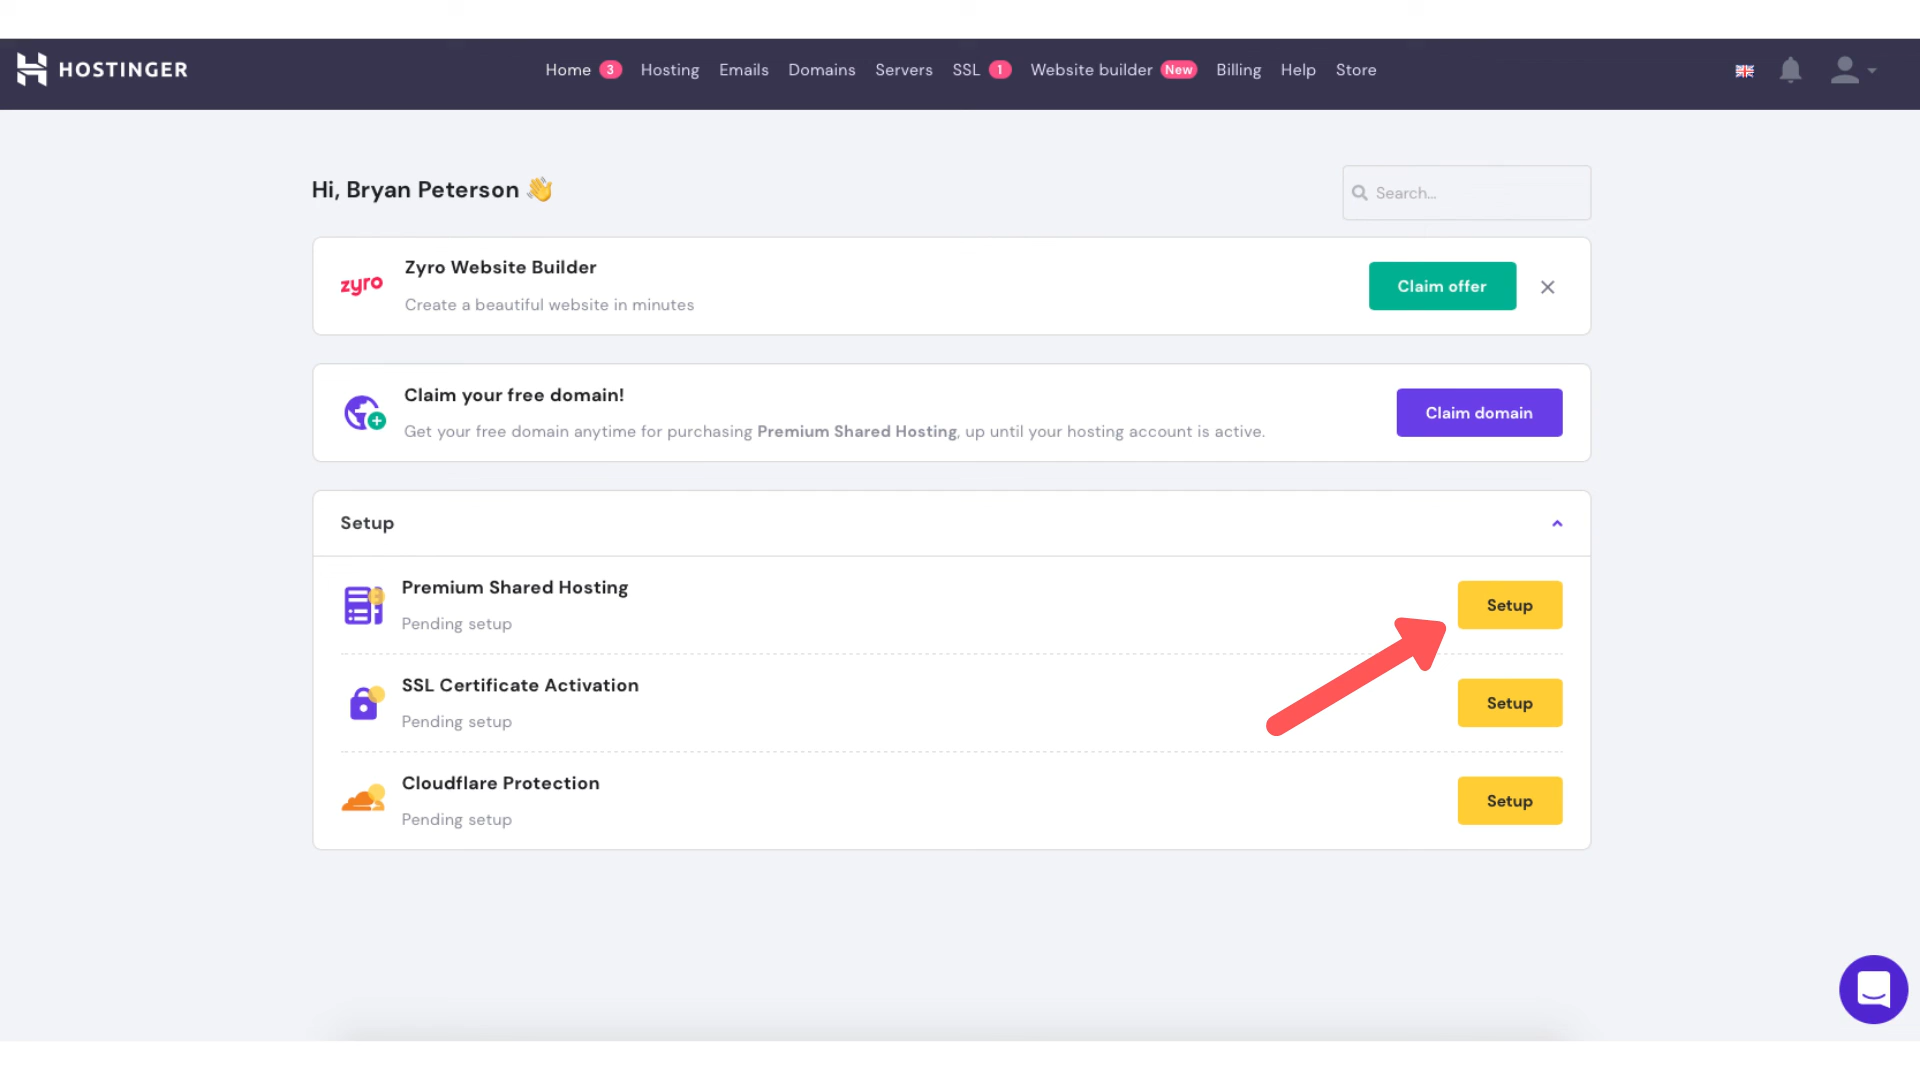 HOSTINGER
Home 3 Hosting Emails Domains Servers SSL 1 Website builder New Billing Help Store
Hi, Bryan Peterson 👋
Search...
zyro
Zyro Website Builder
Create a beautiful website in minutes
Claim offer
Claim your free domain!
Get your free domain anytime for purchasing Premium Shared Hosting, up until your hosting account is active.
Claim domain
Setup
Premium Shared Hosting
Pending setup
Setup
SSL Certificate Activation
Pending setup
Setup
Cloudflare Protection
Pending setup
Setup